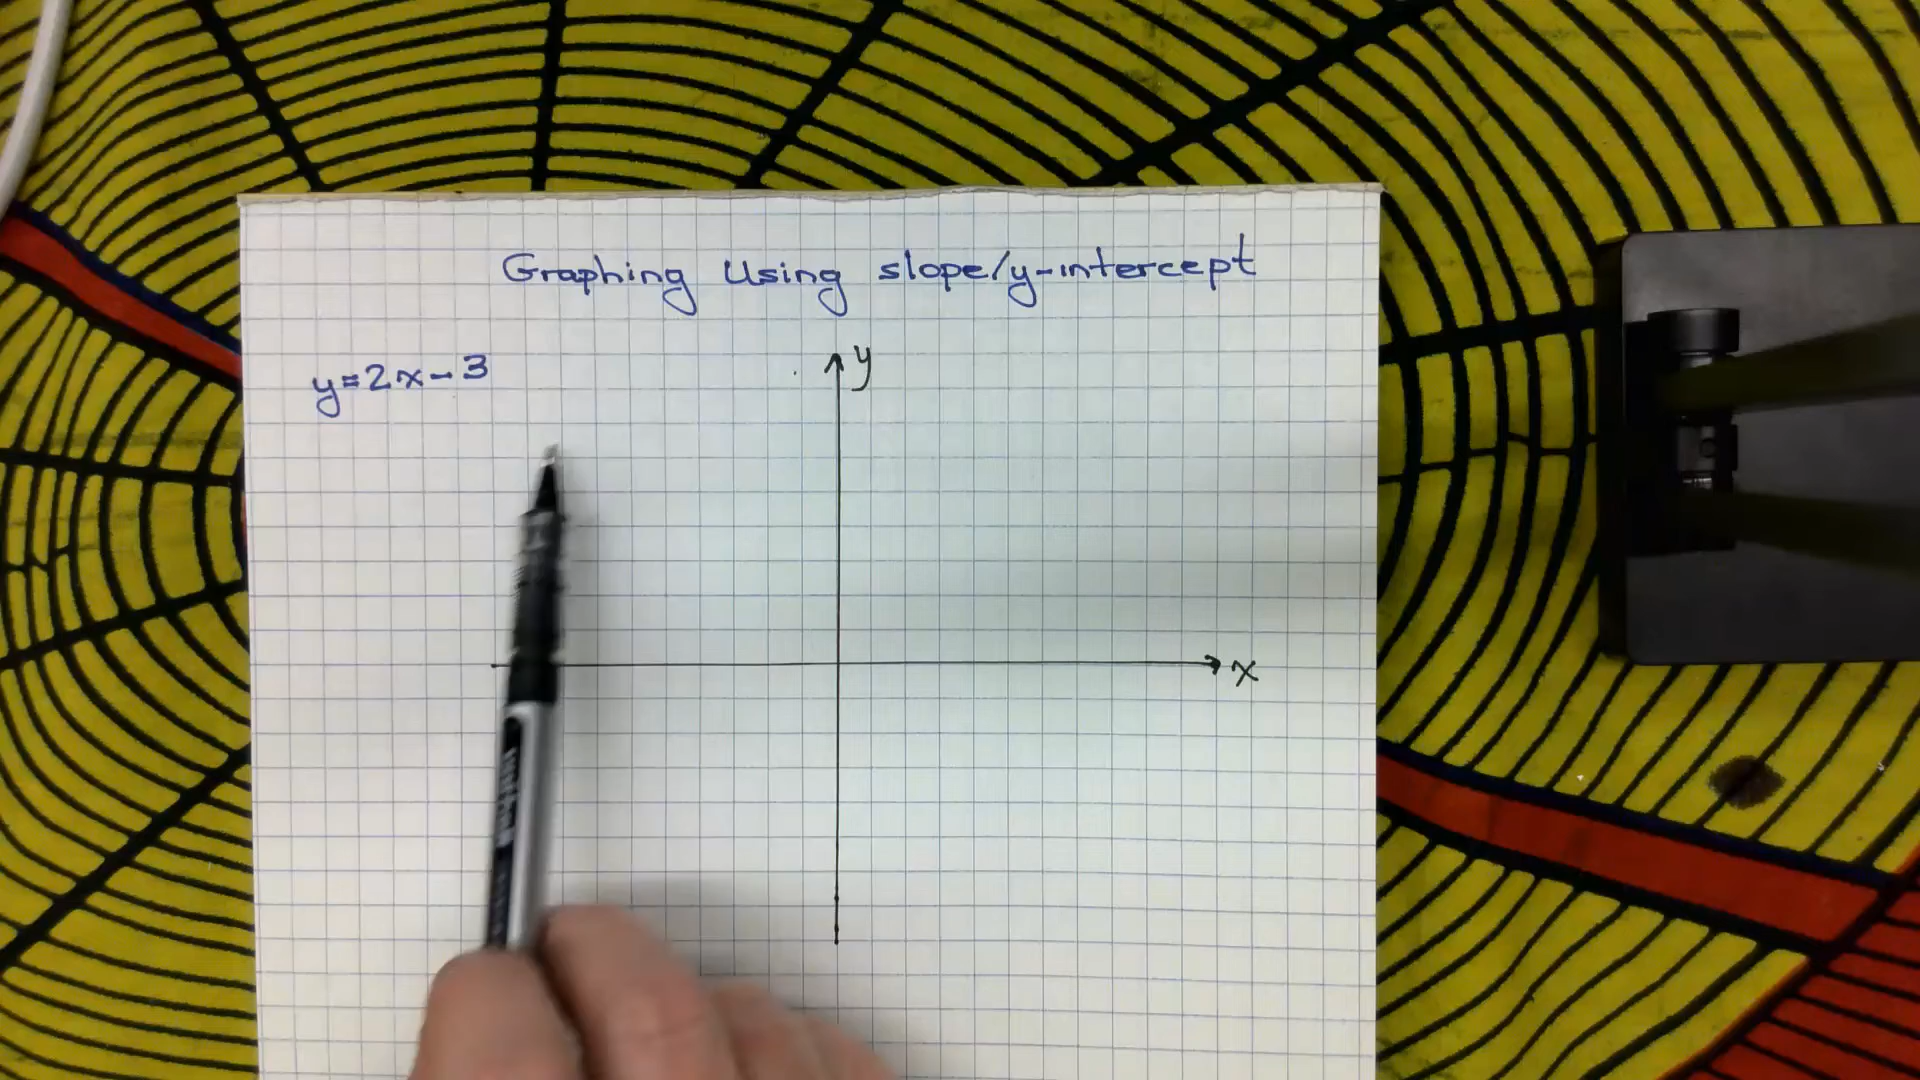 Graphing Using slope/y-intercept
y=2x-3
y
x